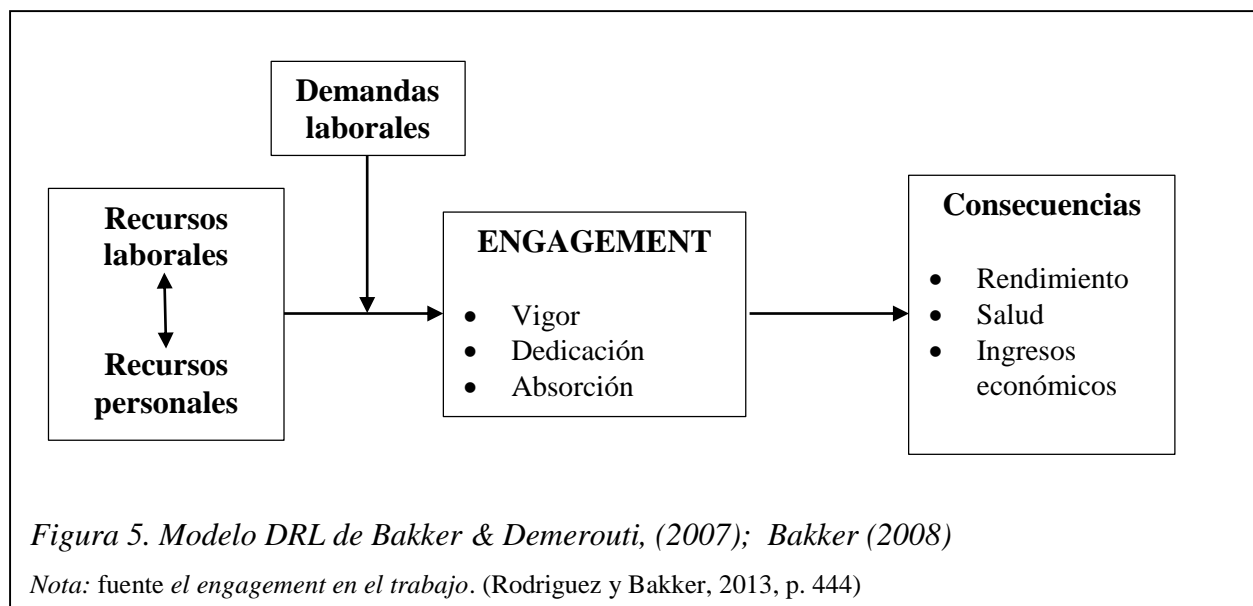 Demandas
laborales
Recursos
laborales
Recursos
personales
ENGAGEMENT
• Vigor
• Dedicación
• Absorción
Consecuencias
• Rendimiento
• Salud
• Ingresos
económicos
Figura 5. Modelo DRL de Bakker & Demerouti, (2007); Bakker (2008)
Nota: fuente el engagement en el trabajo. (Rodriguez y Bakker, 2013, p. 444)